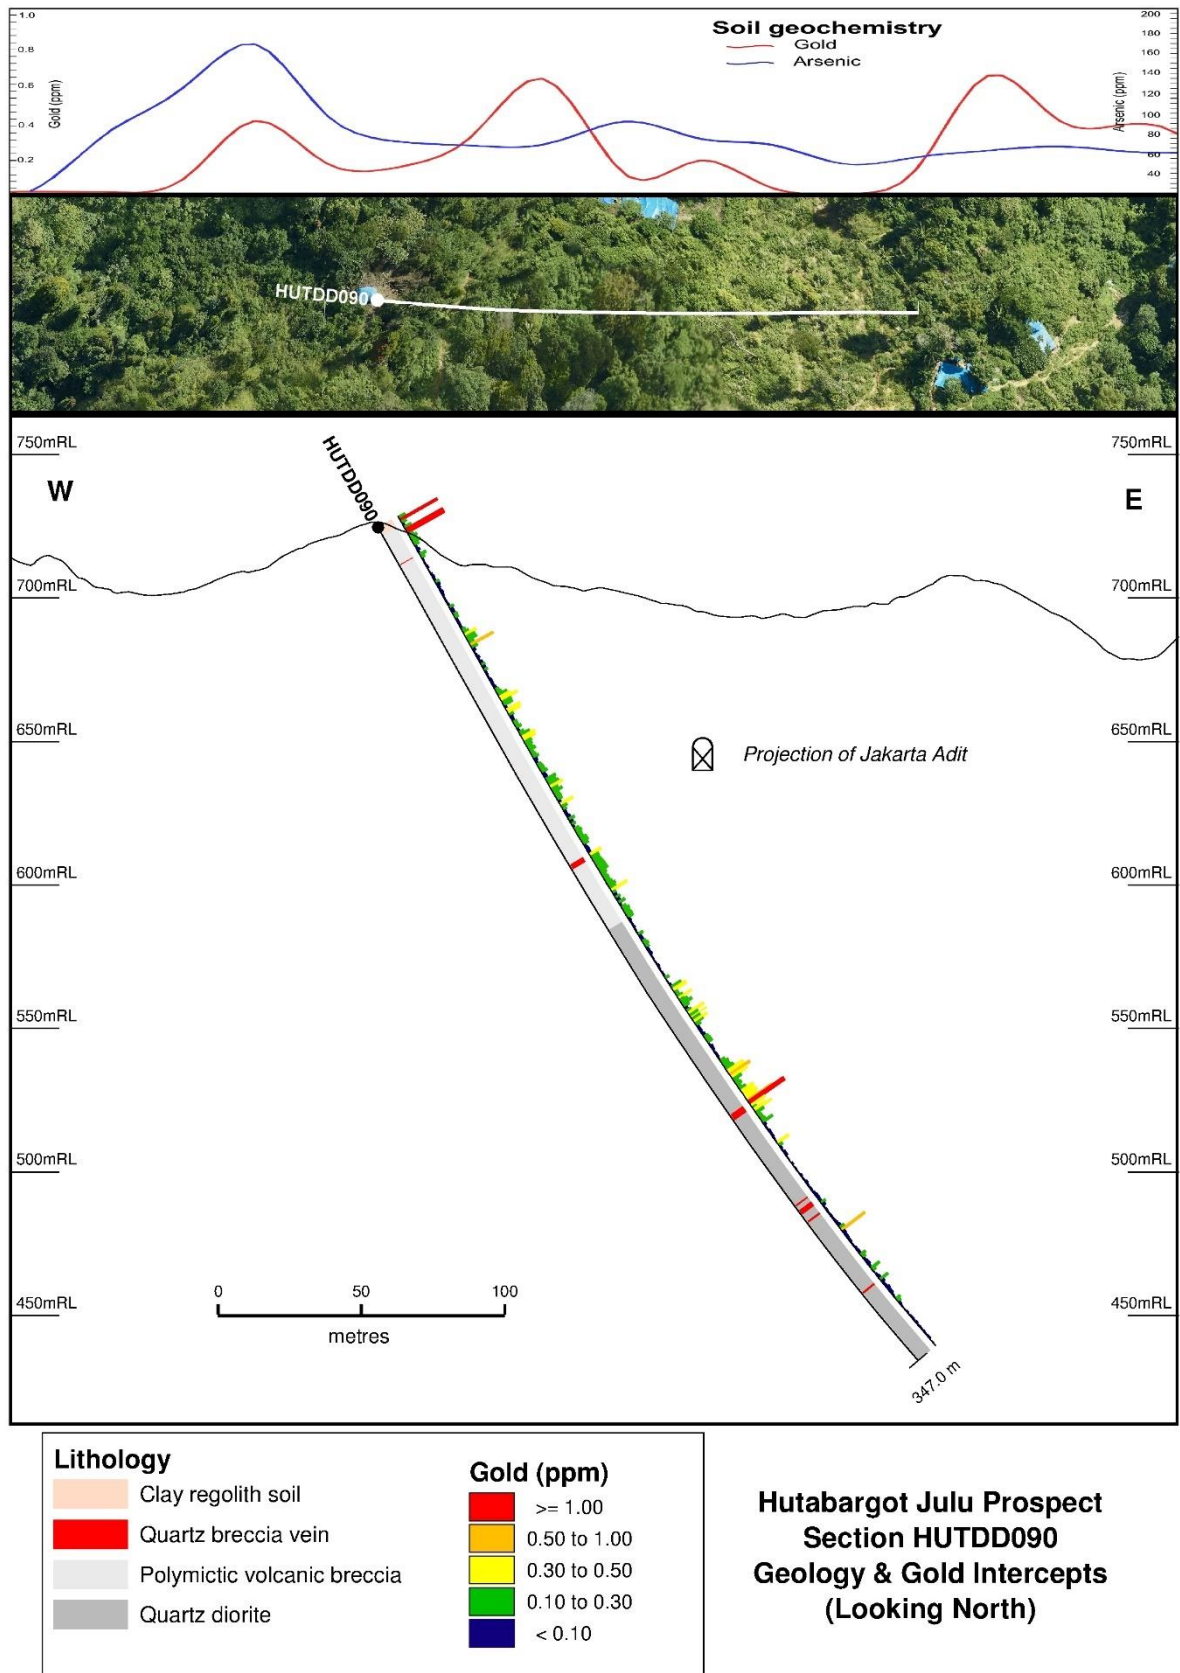 Soil geochemistry
Gold
Arsenic
Gold (ppm)
1.0
0.8
0.6
0.4
0.2
Arsenic (ppm)
200
180
160
140
120
100
80
60
40
HUTDD090
750mRL
750mRL
W
HUTDD090
E
700mRL
700mRL
650mRL
650mRL
Projection of Jakarta Adit
600mRL
600mRL
550mRL
550mRL
500mRL
500mRL
450mRL
450mRL
0 50 100
metres
347.0 m
Lithology
Clay regolith soil
Quartz breccia vein
Polymictic volcanic breccia
Quartz diorite
Gold (ppm)
>= 1.00
0.50 to 1.00
0.30 to 0.50
0.10 to 0.30
< 0.10
Hutabargot Julu Prospect
Section HUTDD090
Geology & Gold Intercepts
(Looking North)